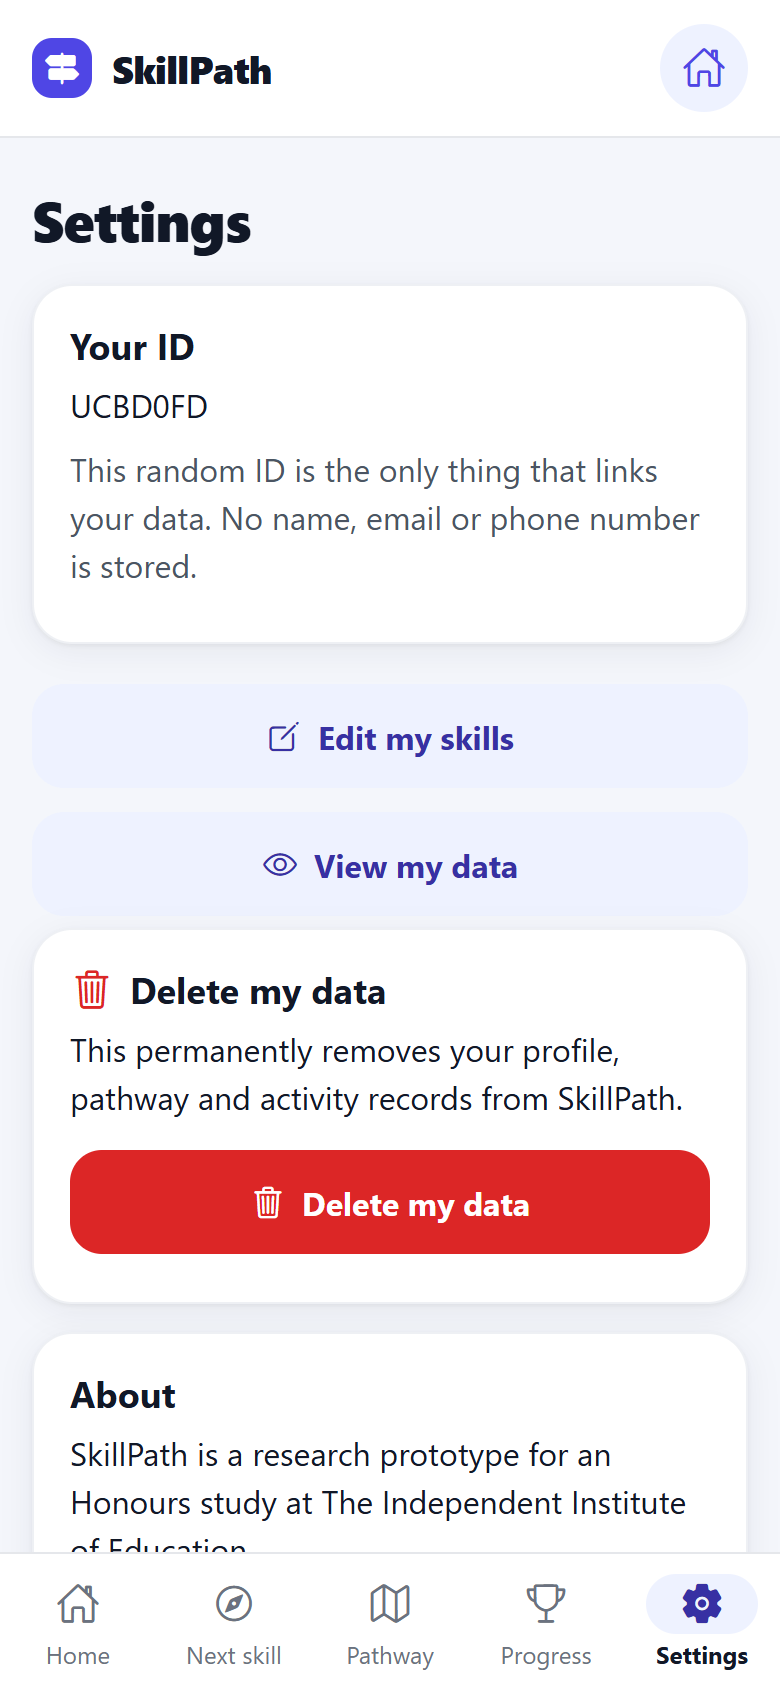 SkillPath
Settings
Your ID
UCBD0FD
This random ID is the only thing that links
your data. No name, email or phone number
is stored.
Edit my skills
View my data
Delete my data
This permanently removes your profile,
pathway and activity records from SkillPath.
Delete my data
About
SkillPath is a research prototype for an
Honours study at The Independent Institute
of Education
Home
Next skill
Pathway
Progress
Settings